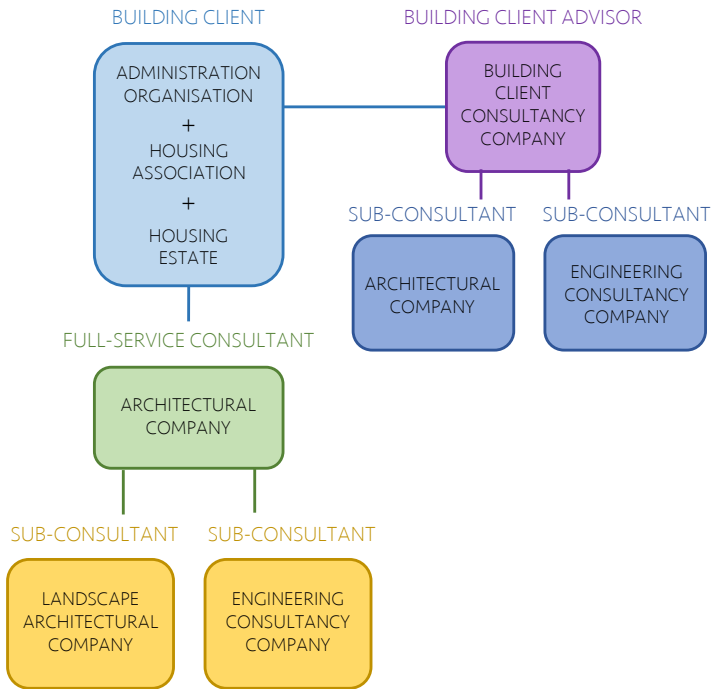 BUILDING CLIENT
ADMINISTRATION
ORGANISATION
+
HOUSING
ASSOCIATION
+
HOUSING
ESTATE
BUILDING CLIENT ADVISOR
BUILDING
CLIENT
CONSULTANCY
COMPANY
SUB-CONSULTANT
ARCHITECTURAL
COMPANY
SUB-CONSULTANT
ENGINEERING
CONSULTANCY
COMPANY
FULL-SERVICE CONSULTANT
ARCHITECTURAL
COMPANY
SUB-CONSULTANT
LANDSCAPE
ARCHITECTURAL
COMPANY
SUB-CONSULTANT
ENGINEERING
CONSULTANCY
COMPANY